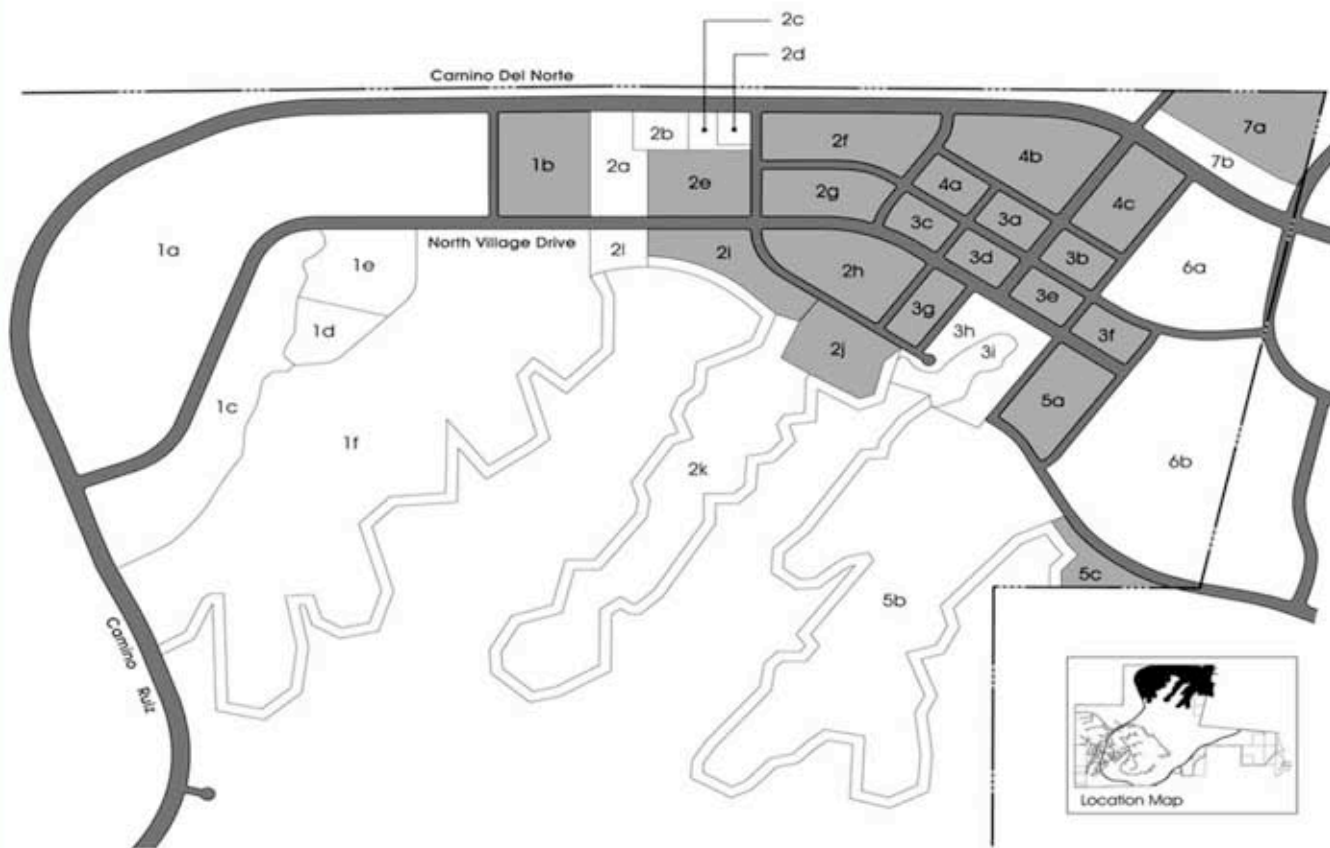 2c
2d
Camino Del Norte
7a
2b
2f
4b
7b
1b
2a
2e
4a
2g
4c
3c
3a
1a
North Village Drive
2l
2i
3d
3b
1e
2h
6a
3e
3g
1d
3h
3f
3i
2j
1c
5a
1f
2k
6b
5c
5b
Camino Ruiz
Location Map